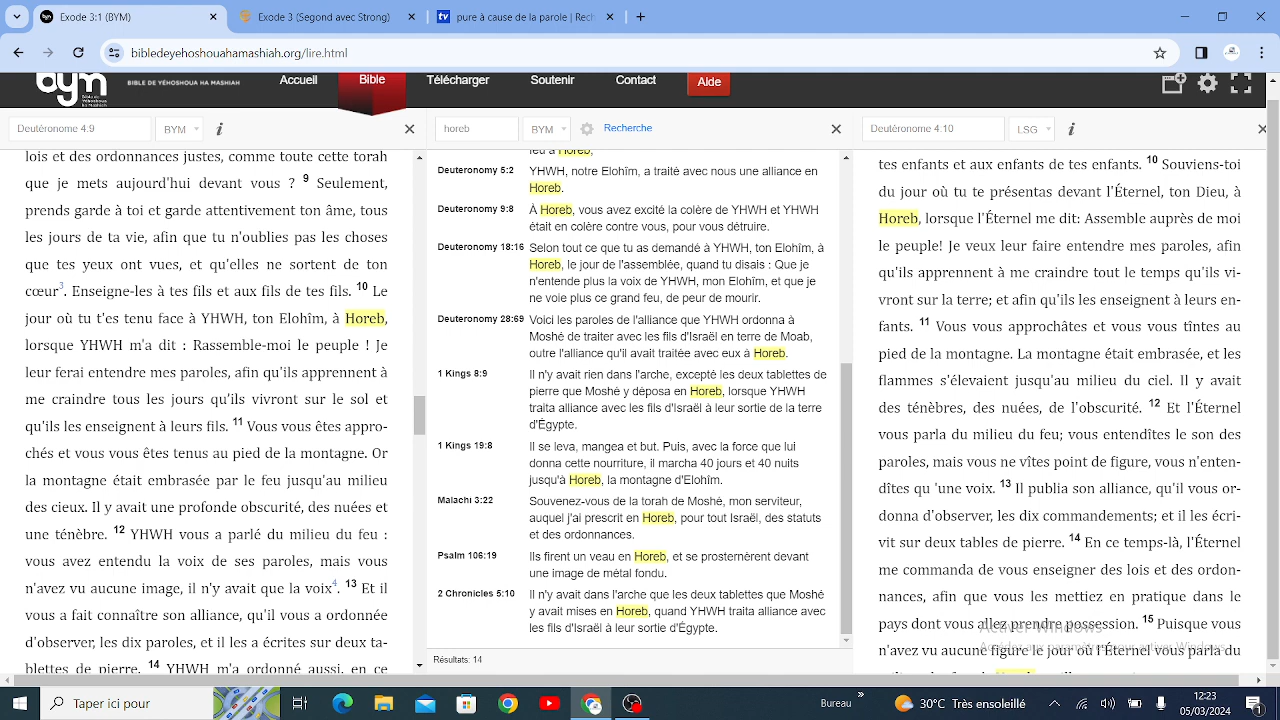 Exode 3:1 (BYM) - Bible de Yé
Exode 3:1
pourquoi à cause de la peau | Rech
bibledeyehoshouahamashiah.org/lire.html
bym
BIBLE DE YÉHOSHOUA HA MASHIAH
Accueil
Bible
Télécharger
Soutenir
Contact
Aide
Deutéronome 4:9
BYM
horeb
BYM
Recherche
Deutéronome 4.10
LSG
lois et des ordonnances justes, comme toute cette torah
que je mets aujourd'hui devant vous ? 9 Seulement,
prends garde à toi et garde attentivement ton âme, tous
les jours de ta vie, afin que tu n'oublies pas les choses
que tes yeux ont vues, et qu'elles ne sortent de ton
cœur3. Enseigne-les à tes fils et aux fils de tes fils. 10 Le
jour où tu t'es tenu face à YHWH, ton Elohîm, à Horeb,
lorsque YHWH m'a dit : Rassemble-moi le peuple ! Je
leur ferai entendre mes paroles, afin qu'ils apprennent à
me craindre tous les jours qu'ils vivront sur le sol et
qu'ils les enseignent à leurs fils. 11 Vous vous êtes appro-
chés et vous vous êtes tenus au pied de la montagne. Or
la montagne était embrasée par le feu jusqu'au milieu
des cieux. Il y avait une profonde obscurité, des nuées et
une ténèbre. 12 YHWH vous a parlé du milieu du feu :
vous avez entendu la voix de ses paroles, mais vous
n'avez vu aucune image, il n'y avait que la voix4. 13 Et il
vous a fait connaître son alliance, qu'il vous a ordonnée
d'observer, les dix paroles, et il les a écrites sur deux ta-
blettes de pierre. 14 YHWH m'a ordonné aussi, en ce
feu à Horeb,
Deuteronomy 5:2
YHWH, notre Elohîm, a traité avec nous une alliance en
Horeb.
Deuteronomy 9:8
À Horeb, vous avez excité la colère de YHWH et YHWH
était en colère contre vous, pour vous détruire.
Deuteronomy 18:16
Selon tout ce que tu as demandé à YHWH, ton Elohîm, à
Horeb, le jour de l'assemblée, quand tu disais : Que je
n'entende plus la voix de YHWH, mon Elohîm, et que je
ne voie plus ce grand feu, de peur de mourir.
Deuteronomy 28:69
Voici les paroles de l'alliance que YHWH ordonna à
Moshé de traiter avec les fils d'Israël en terre de Moab,
outre l'alliance qu'il avait traitée avec eux à Horeb.
1 Kings 8:9
Il n'y avait rien dans l'arche, excepté les deux tablettes de
pierre que Moshé y déposa en Horeb, lorsque YHWH
traita alliance avec les fils d'Israël à leur sortie de la terre
d'Égypte.
1 Kings 19:8
Il se leva, mangea et but. Puis, avec la force que lui
donna cette nourriture, il marcha 40 jours et 40 nuits
jusqu'à Horeb, la montagne d'Elohîm.
Malachi 3:22
Souvenez-vous de la torah de Moshé, mon serviteur,
auquel j'ai prescrit en Horeb, pour tout Israël, des statuts
et des ordonnances.
Psalm 106:19
Ils firent un veau en Horeb, et se prosternèrent devant
une image de métal fondu.
2 Chronicles 5:10
Il n'y avait dans l'arche que les deux tablettes que Moshé
y avait mises en Horeb, quand YHWH traita alliance avec
les fils d'Israël à leur sortie d'Égypte.
Résultats: 14
tes enfants et aux enfants de tes enfants. 10 Souviens-toi
du jour où tu te présentas devant l'Éternel, ton Dieu, à
Horeb, lorsque l'Éternel me dit: Assemble auprès de moi
le peuple! Je veux leur faire entendre mes paroles, afin
qu'ils apprennent à me craindre tout le temps qu'ils vi-
vront sur la terre; et afin qu'ils les enseignent à leurs en-
fants. 11 Vous vous approchâtes et vous vous tîntes au
pied de la montagne. La montagne était embrasée, et les
flammes s'élevaient jusqu'au milieu du ciel. Il y avait
des ténèbres, des nuées, de l'obscurité. 12 Et l'Éternel
vous parla du milieu du feu; vous entendîtes le son des
paroles, mais vous ne vîtes point de figure, vous n'enten-
dîtes qu 'une voix. 13 Il publia son alliance, qu'il vous or-
donna d'observer, les dix commandements; et il les écri-
vit sur deux tables de pierre. 14 En ce temps-là, l'Éternel
me commanda de vous enseigner des lois et des ordon-
nances, afin que vous les mettiez en pratique dans le
pays dont vous allez prendre possession. 15 Puisque vous
n'avez vu aucune figure le jour où l'Éternel vous parla du
Activer Windows
Taper ici pour
Bureau
30°C Très ensoleillé
12:23
05/03/2024